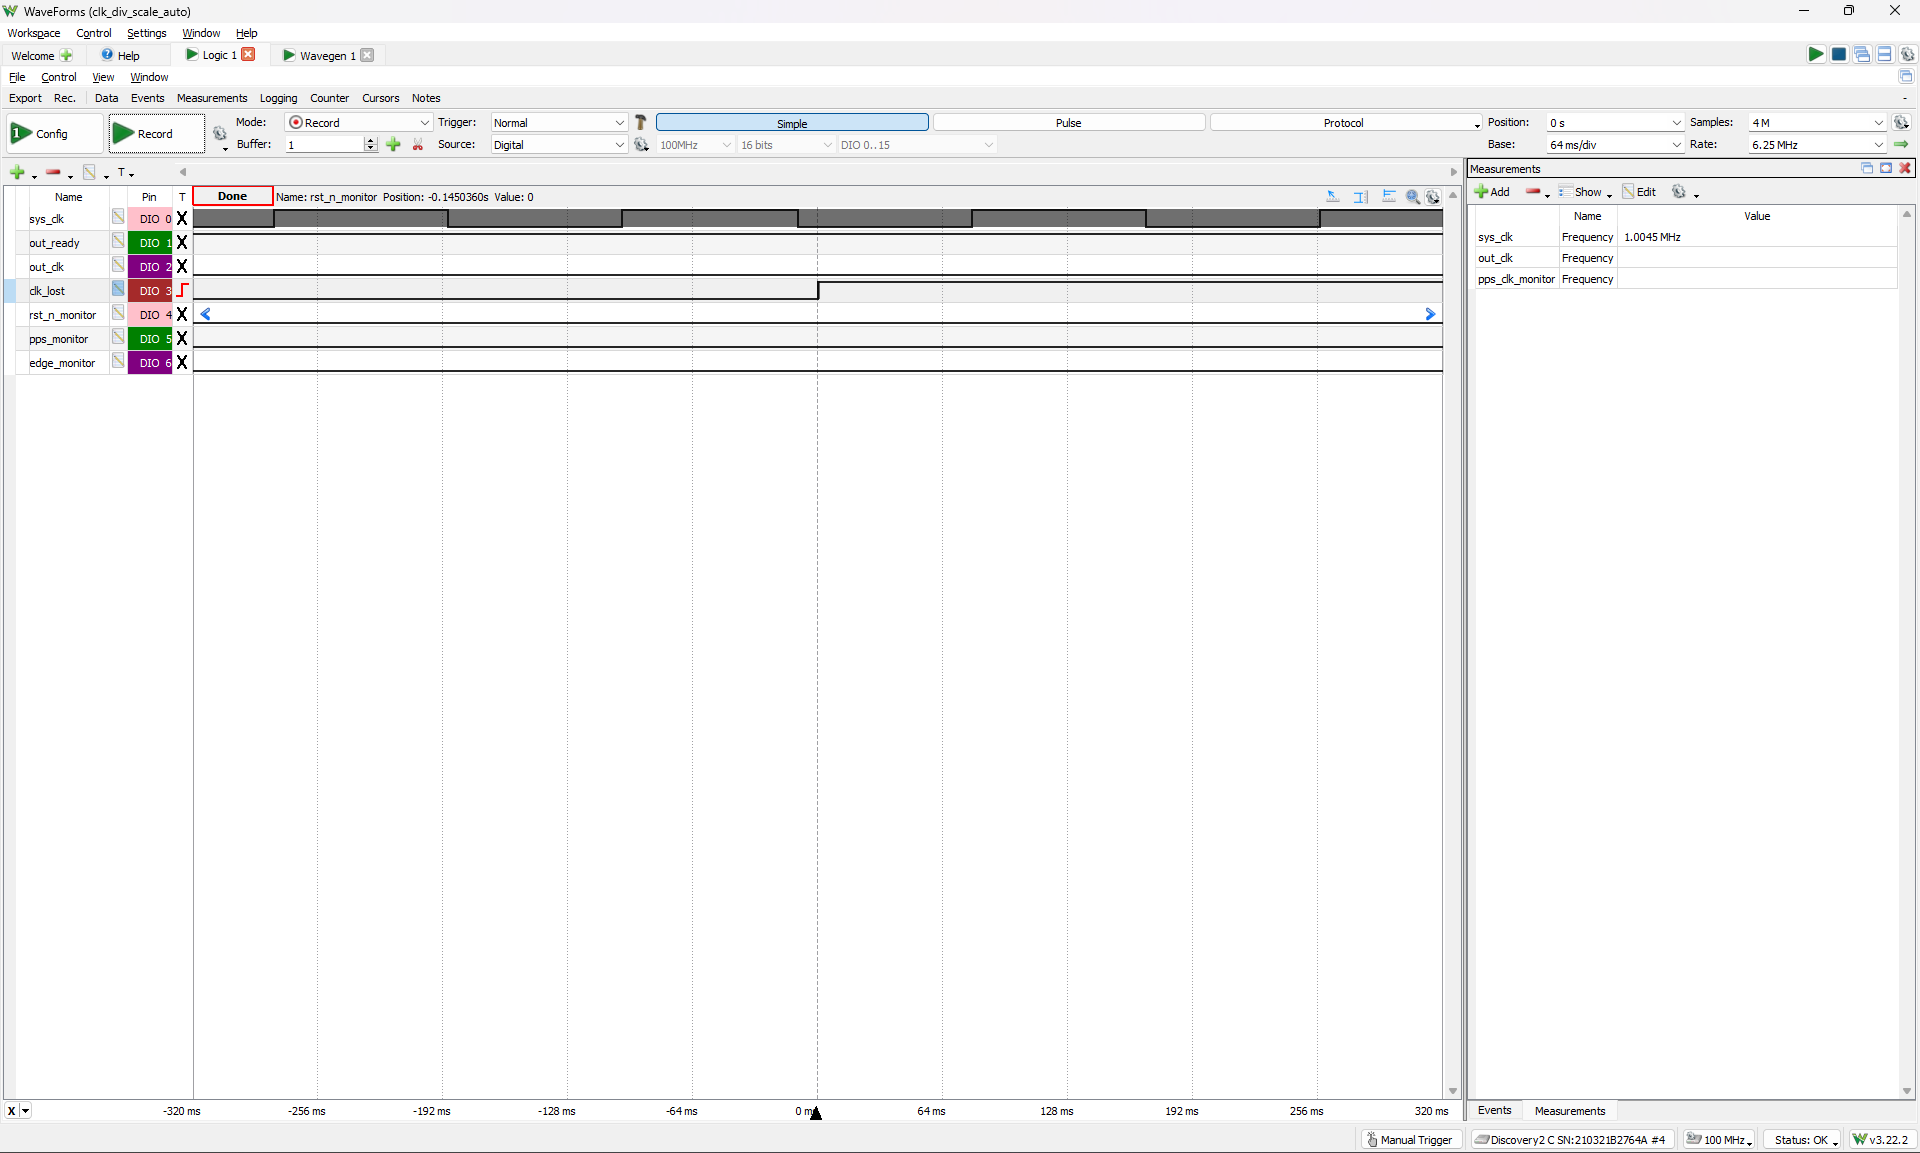 WaveForms (clk_div_scale_auto)
Workspace Control Settings Window Help
Welcome Help Logic 1 Wavegen 1
File Control View Window
Export Rec. Data Events Measurements Logging Counter Cursors Notes
1 Config Record Mode: Record Trigger: Normal Simple Pulse Protocol Position: 0 s Samples: 4 M
Buffer: 1 Source: Digital 100MHz 16 bits DIO 0..15 Base: 64 ms/div Rate: 6.25 MHz
T
Measurements
Add Show Edit
Name Pin T Done Name: rst_n_monitor Position: -0.1450360s Value: 0
sys_clk DIO 0 X
out_ready DIO 1 X
out_clk DIO 2 X
clk_lost DIO 3
rst_n_monitor DIO 4 X
pps_monitor DIO 5 X
edge_monitor DIO 6 X
Name Value
sys_clk Frequency 1.0045 MHz
out_clk Frequency
pps_clk_monitor Frequency
X -320 ms -256 ms -192 ms -128 ms -64 ms 0 m 64 ms 128 ms 192 ms 256 ms 320 ms
Events Measurements
Manual Trigger Discovery2 C SN:210321B2764A #4 100 MHz Status: OK v3.22.2